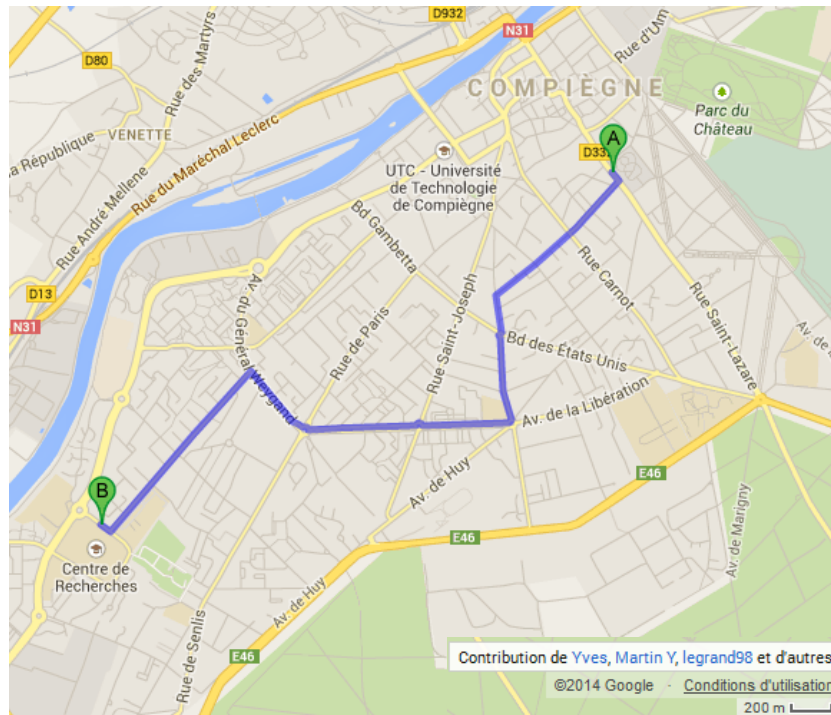 D932
N31
Rue d'Ulm
D80
Rue des Martyrs
COMPIÈGNE
Parc du
Château
VENETTE
la République
Rue du Maréchal Leclerc
A
D332
UTC - Université
de Technologie
de Compiègne
Rue André Mellene
Bd Gambetta
Rue Carnot
D13
N31
Av. du Général Weygand
Rue de Paris
Rue Saint-Joseph
Rue Saint-Lazare
Av. de
Bd des États Unis
Av. de la Libération
B
Av. de Huy
E46
Av. de Marigny
E46
Centre de
Recherches
Av. de Huy
Rue de Senlis
E46
Contribution de Yves, Martin Y, legrand98 et d'autres
©2014 Google - Conditions d'utilisation
200 m